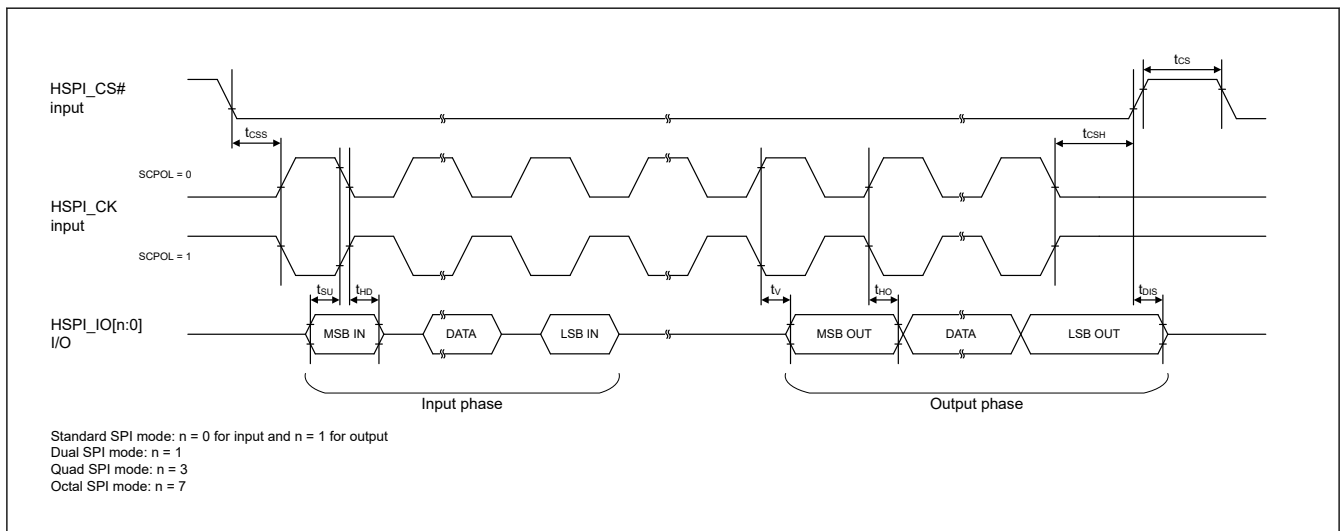 HSPI_CS#
input
tCS
tCSS
tCSH
SCPOL = 0
HSPI_CK
input
SCPOL = 1
tSU
tHD
tV
tHO
tDIS
HSPI_IO[n:0]
I/O
MSB IN
DATA
LSB IN
MSB OUT
DATA
LSB OUT
Input phase
Output phase
Standard SPI mode: n = 0 for input and n = 1 for output
Dual SPI mode: n = 1
Quad SPI mode: n = 3
Octal SPI mode: n = 7